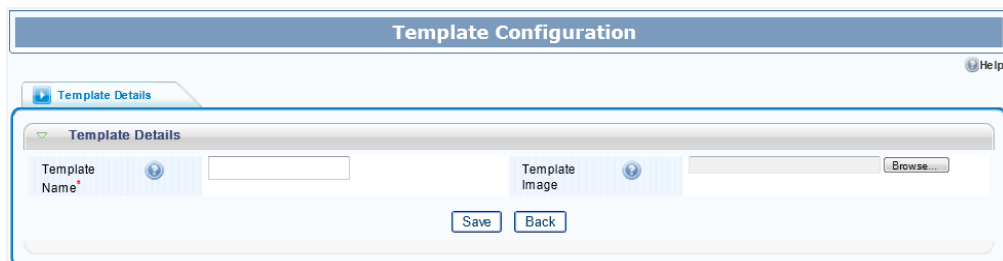 Template Configuration
Help
Template Details
Template Details
Template
Name*
Template
Image
Browse...
Save Back